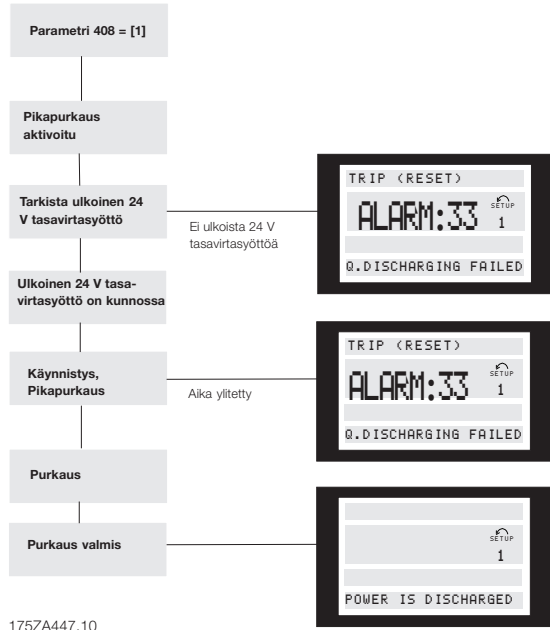 Parametri 408 = [1]
Pikapurkaus
aktivoitu
Tarkista ulkoinen 24
V tasavirtasyöttö
Ei ulkoista 24 V
tasavirtasyöttöä
TRIP (RESET)
ALARM:33
SETUP
1
Q.DISCHARGING FAILED
Ulkoinen 24 V tasa-
virtasyöttö on kunnossa
Käynnistys,
Pikapurkaus
Aika ylitetty
TRIP (RESET)
ALARM:33
SETUP
1
Q.DISCHARGING FAILED
Purkaus
Purkaus valmis
SETUP
1
POWER IS DISCHARGED
175ZA447.10